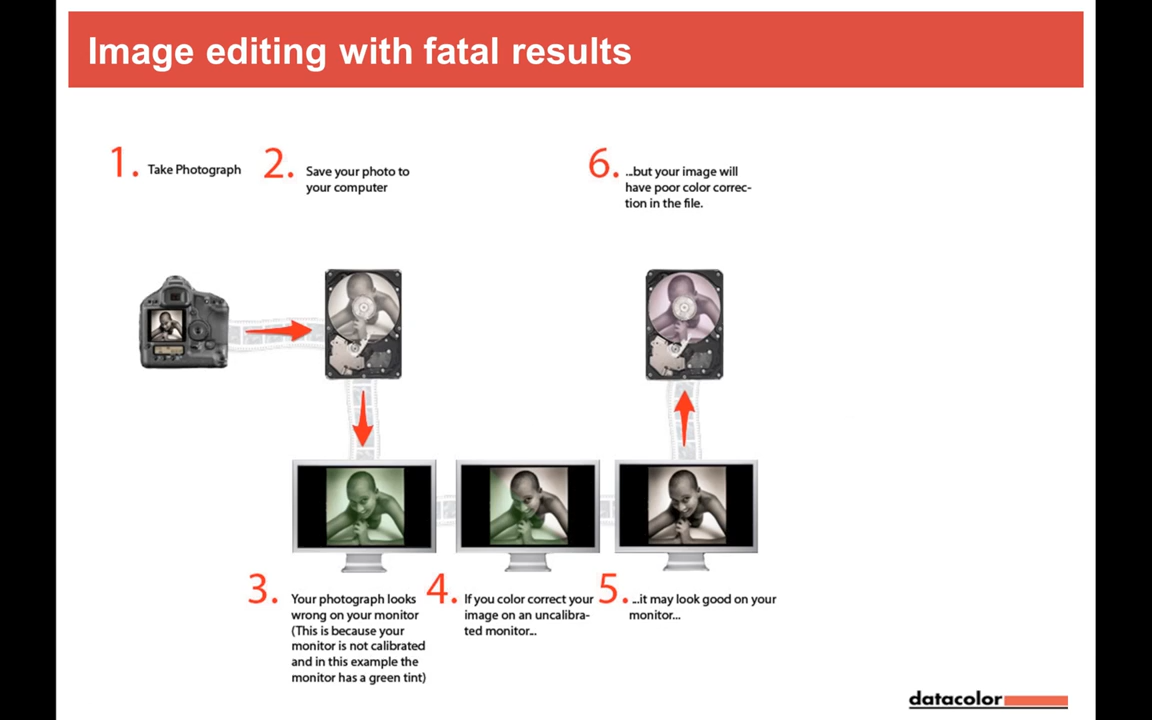 Image editing with fatal results
1. Take Photograph
2. Save your photo to
your computer
6. ...but your image will
have poor color correc-
tion in the file.
3. Your photograph looks
wrong on your monitor
(This is because your
monitor is not calibrated
and in this example the
monitor has a green tint)
4. If you color correct your
image on an uncalibra-
ted monitor...
5. ...it may look good on your
monitor...
datacolor